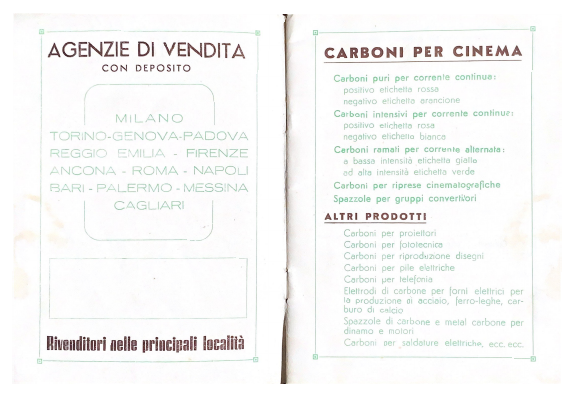 AGENZIE DI VENDITA
CON DEPOSITO
MILANO
TORINO-GENOVA-PADOVA
REGGIO EMILIA - FIRENZE
ANCONA - ROMA - NAPOLI
BARI - PALERMO - MESSINA
CAGLIARI
Rivenditori nelle principali località
CARBONI PER CINEMA
Carboni puri per corrente continua:
positivo etichetta rossa
negativo etichetta arancione
Carboni intensivi per corrente continua:
positivo etichetta rosa
negativo etichetta bianca
Carboni ramati per corrente alternata:
a bassa intensità etichetta gialla
ad alta intensità etichetta verde
Carboni per riprese cinematografiche
Spazzole per gruppi convertitori
ALTRI PRODOTTI
Carboni per proiettori
Carboni per fototecnica
Carboni per riproduzione disegni
Carboni per pile elettriche
Carboni per telefonia
Elettrodi di carbone per forni elettrici per
la produzione di acciaio, ferro-leghe, car-
buro di calcio
Spazzole di carbone e metal carbone per
dinamo e motori
Carboni per saldature elettriche, ecc. ecc.